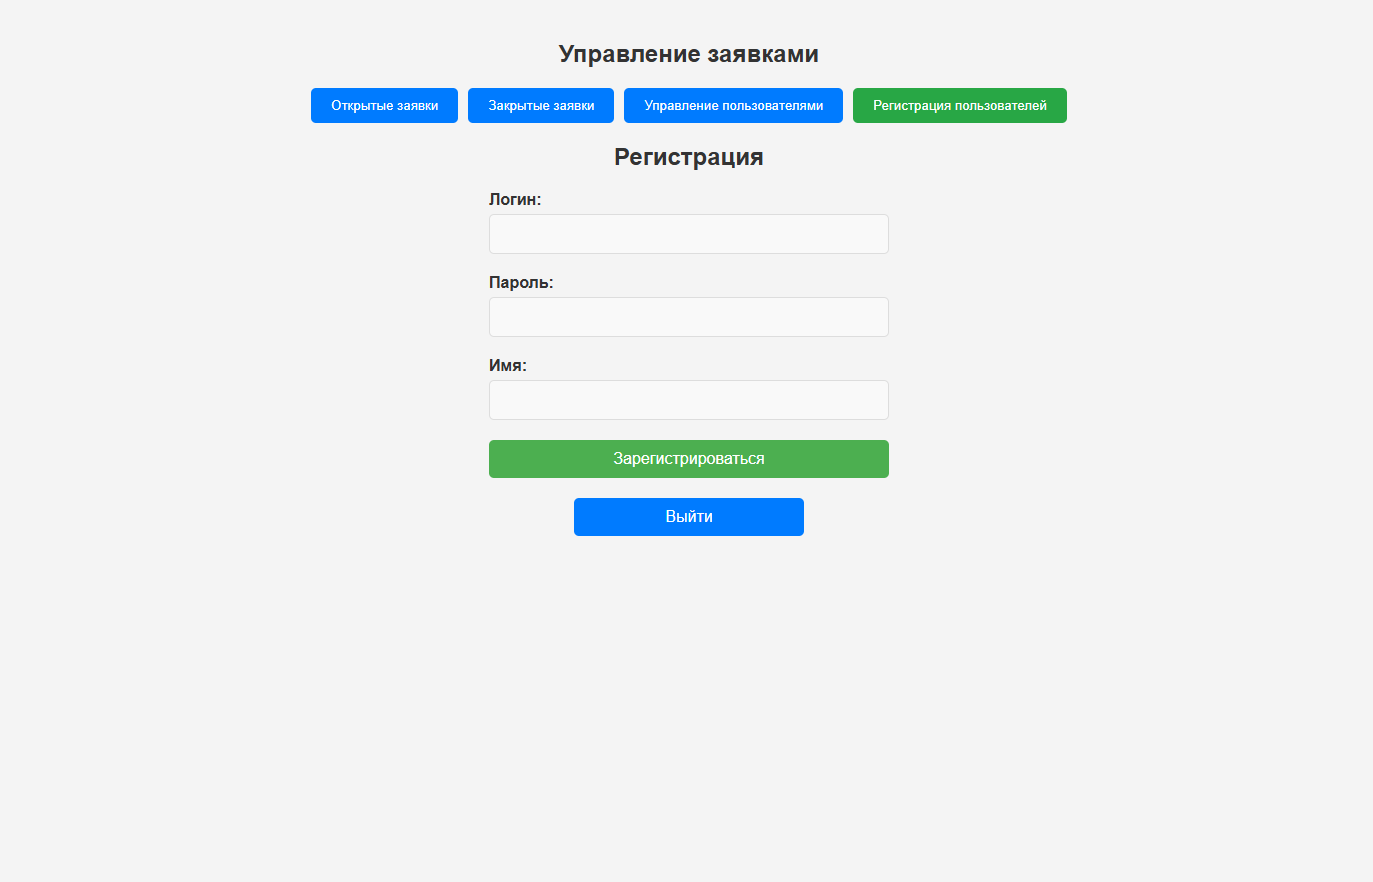 Управление заявками
Открытые заявки Закрытые заявки Управление пользователями Регистрация пользователей
Регистрация
Логин:
Пароль:
Имя:
Зарегистрироваться
Выйти